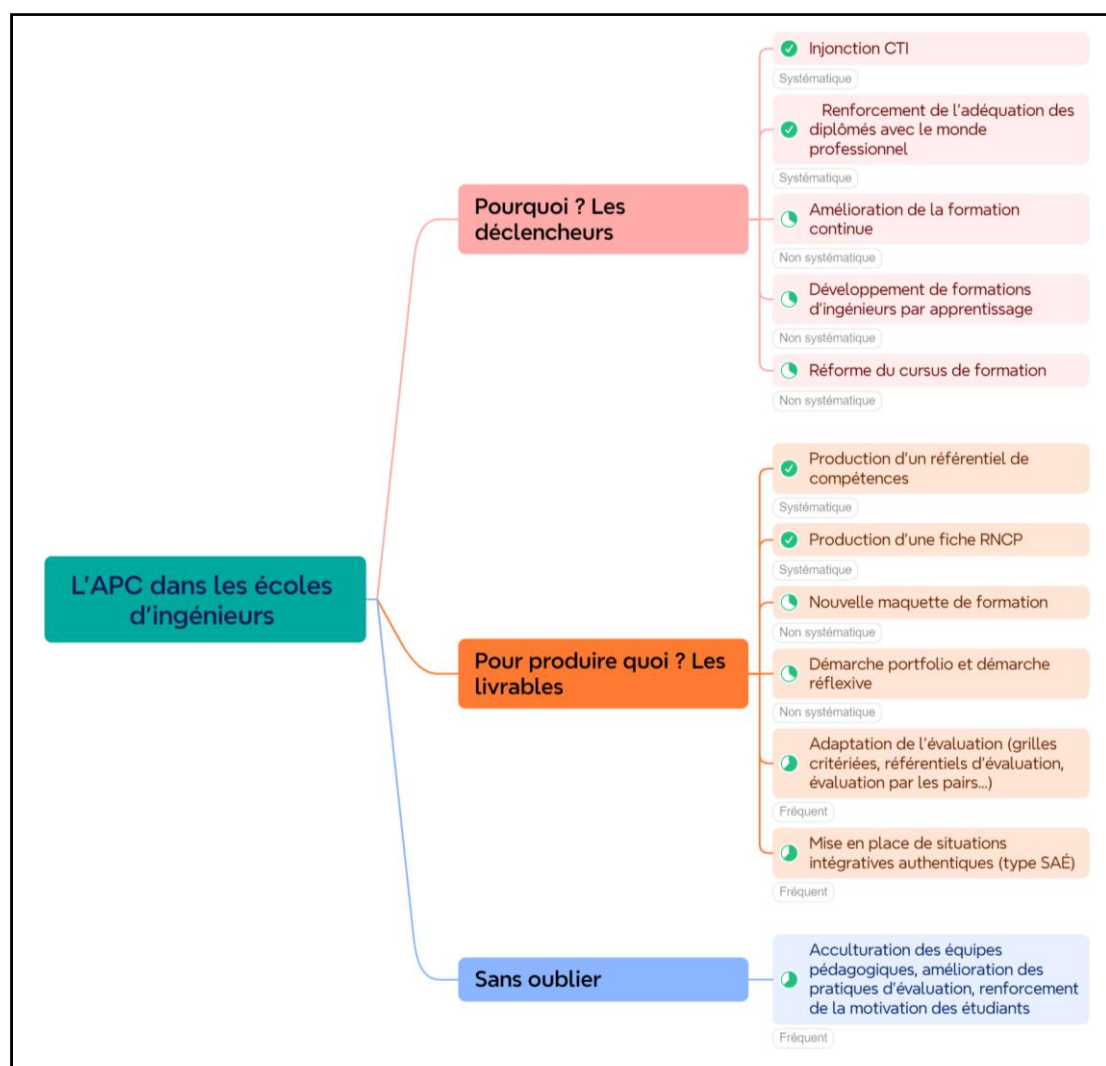 L'APC dans les écoles
d'ingénieurs
Pourquoi ? Les
déclencheurs
Injonction CTI
Systématique
Renforcement de l'adéquation des
diplômés avec le monde
professionnel
Systématique
Amélioration de la formation
continue
Non systématique
Développement de formations
d'ingénieurs par apprentissage
Non systématique
Réforme du cursus de formation
Non systématique
Pour produire quoi ? Les
livrables
Production d'un référentiel de
compétences
Systématique
Production d'une fiche RNCP
Systématique
Nouvelle maquette de formation
Non systématique
Démarche portfolio et démarche
réflexive
Non systématique
Adaptation de l'évaluation (grilles
critériées, référentiels d'évaluation,
évaluation par les pairs...)
Fréquent
Mise en place de situations
intégratives authentiques (type SAÉ)
Fréquent
Sans oublier
Acculturation des équipes
pédagogiques, amélioration des
pratiques d'évaluation, renforcement
de la motivation des étudiants
Fréquent